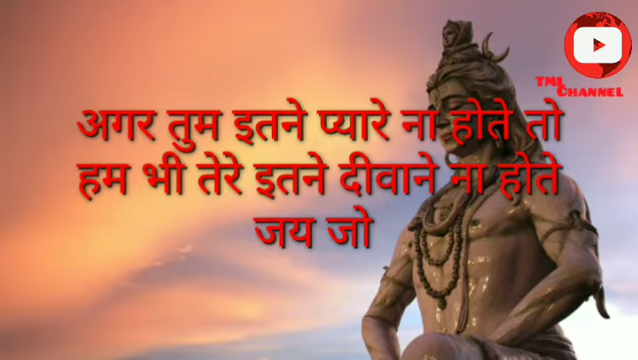 TML
CHANNEL
अगर तुम इतने प्यारे ना होते तो
हम भी तेरे इतने दीवाने ना होते
जय जो